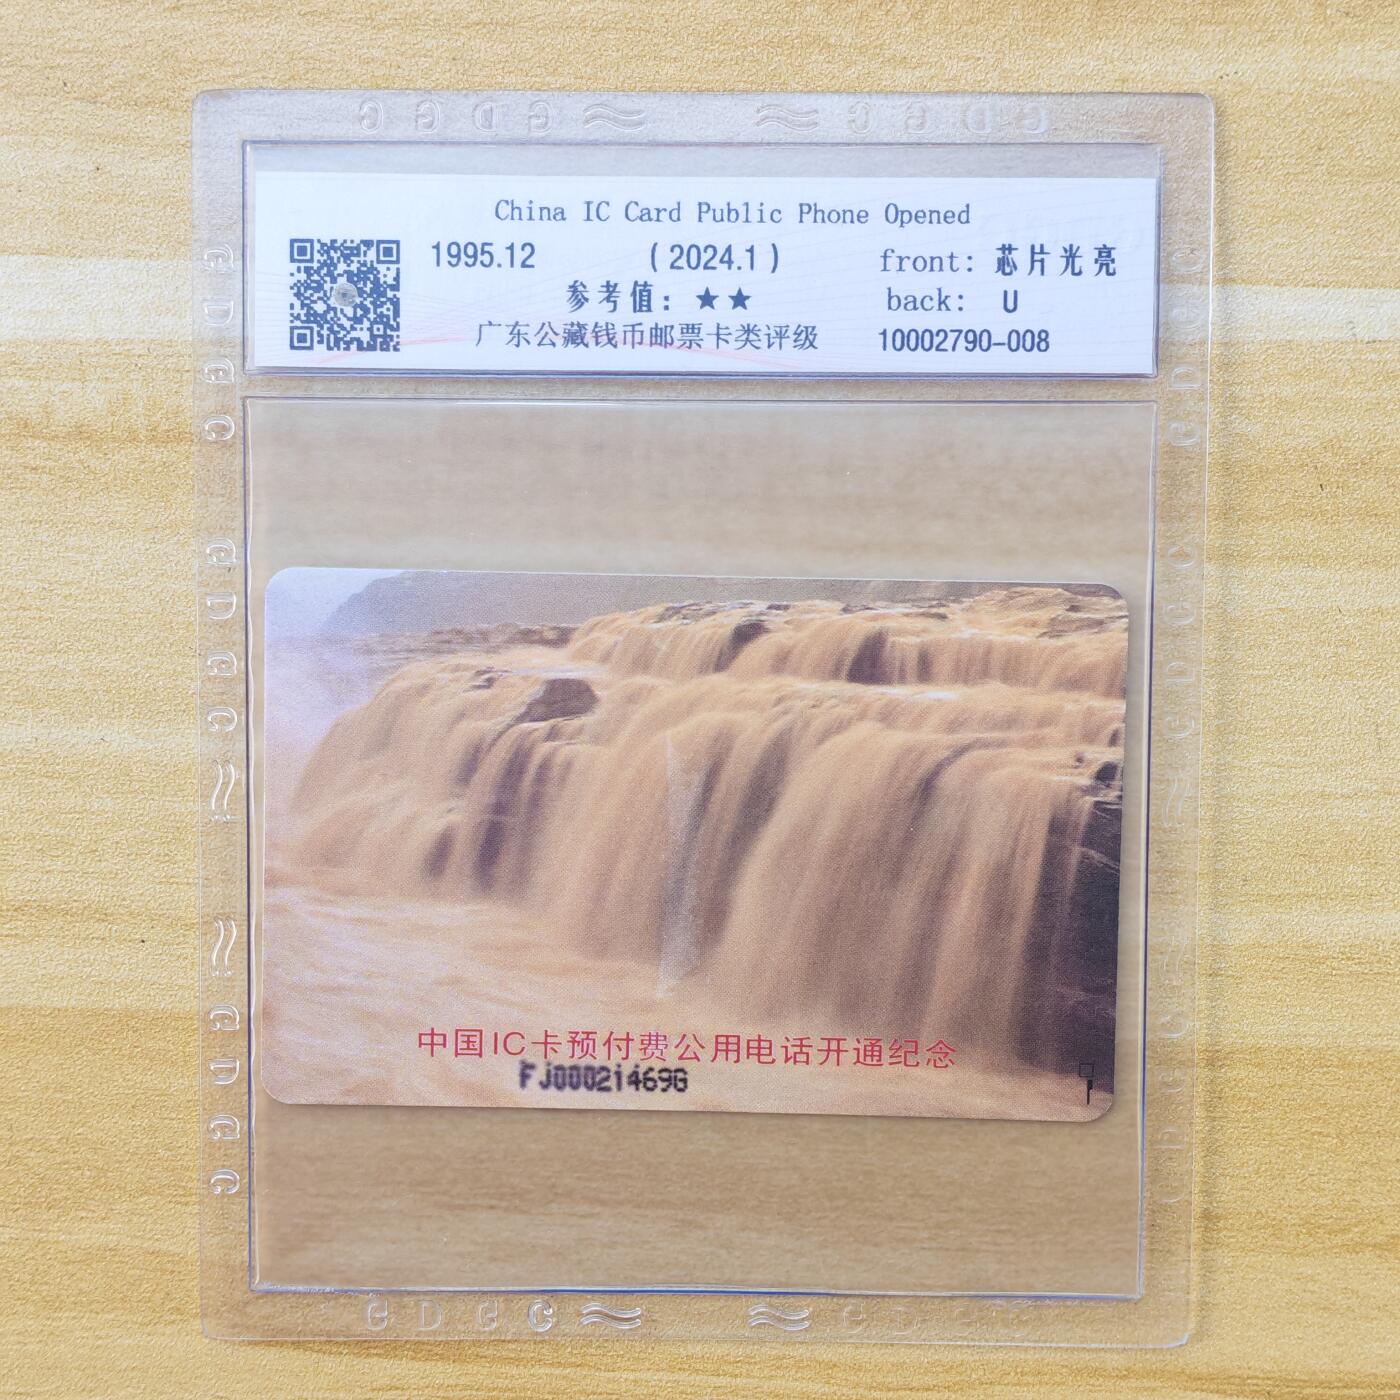 China IC Card Public Phone Opened
1995.12 (2024.1) front: 芯片光亮
参考值：★★ back: U
广东公藏钱币邮票卡类评级 10002790-008
中国IC卡预付费公用电话开通纪念
GDGC